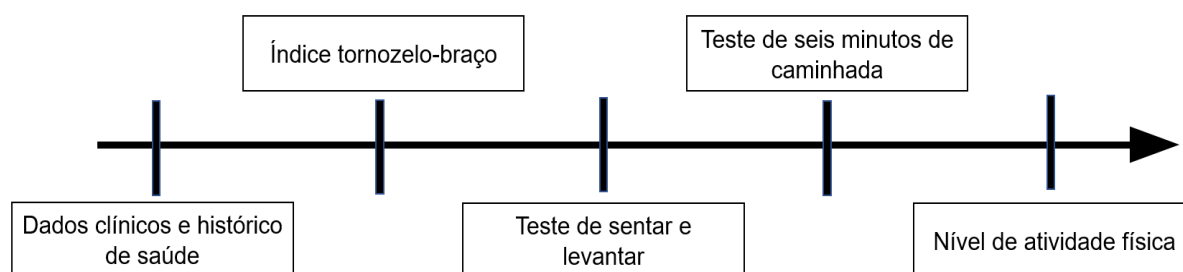 Índice tornozelo-braço
Teste de seis minutos de
caminhada
Dados clínicos e histórico
de saúde
Teste de sentar e
levantar
Nível de atividade física